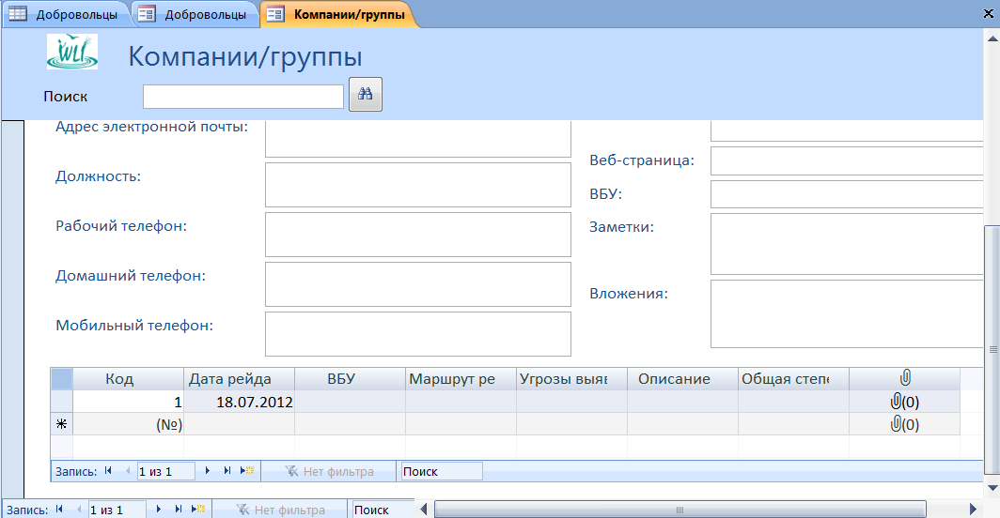 Добровольцы Добровольцы Компании/группы
WLI
Компании/группы
Поиск
Адрес электронной почты:
Веб-страница:
Должность:
ВБУ:
Рабочий телефон:
Заметки:
Домашний телефон:
Вложения:
Мобильный телефон:
Код Дата рейда ВБУ Маршрут ре Угрозы выяв Описание Общая степе
1 18.07.2012 (0)
(№) (0)
Запись: 1 из 1 Нет фильтра Поиск
Запись: 1 из 1 Нет фильтра Поиск